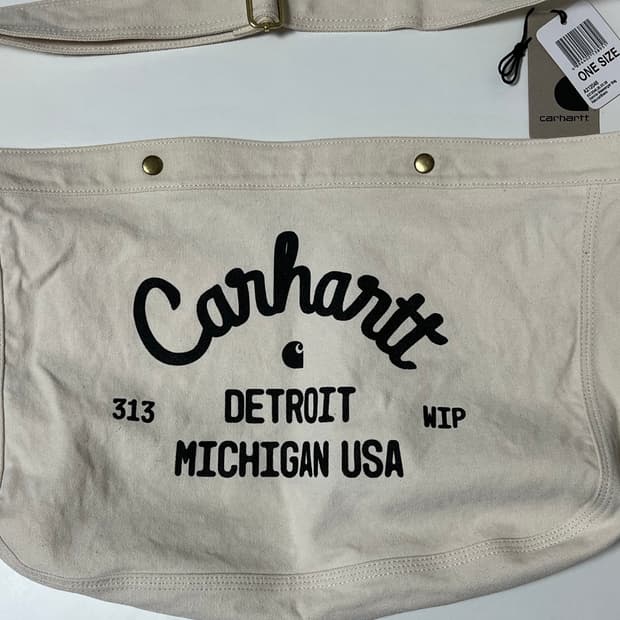 ONE SIZE
carhartt
Carhartt
313
DETROIT
WIP
MICHIGAN USA